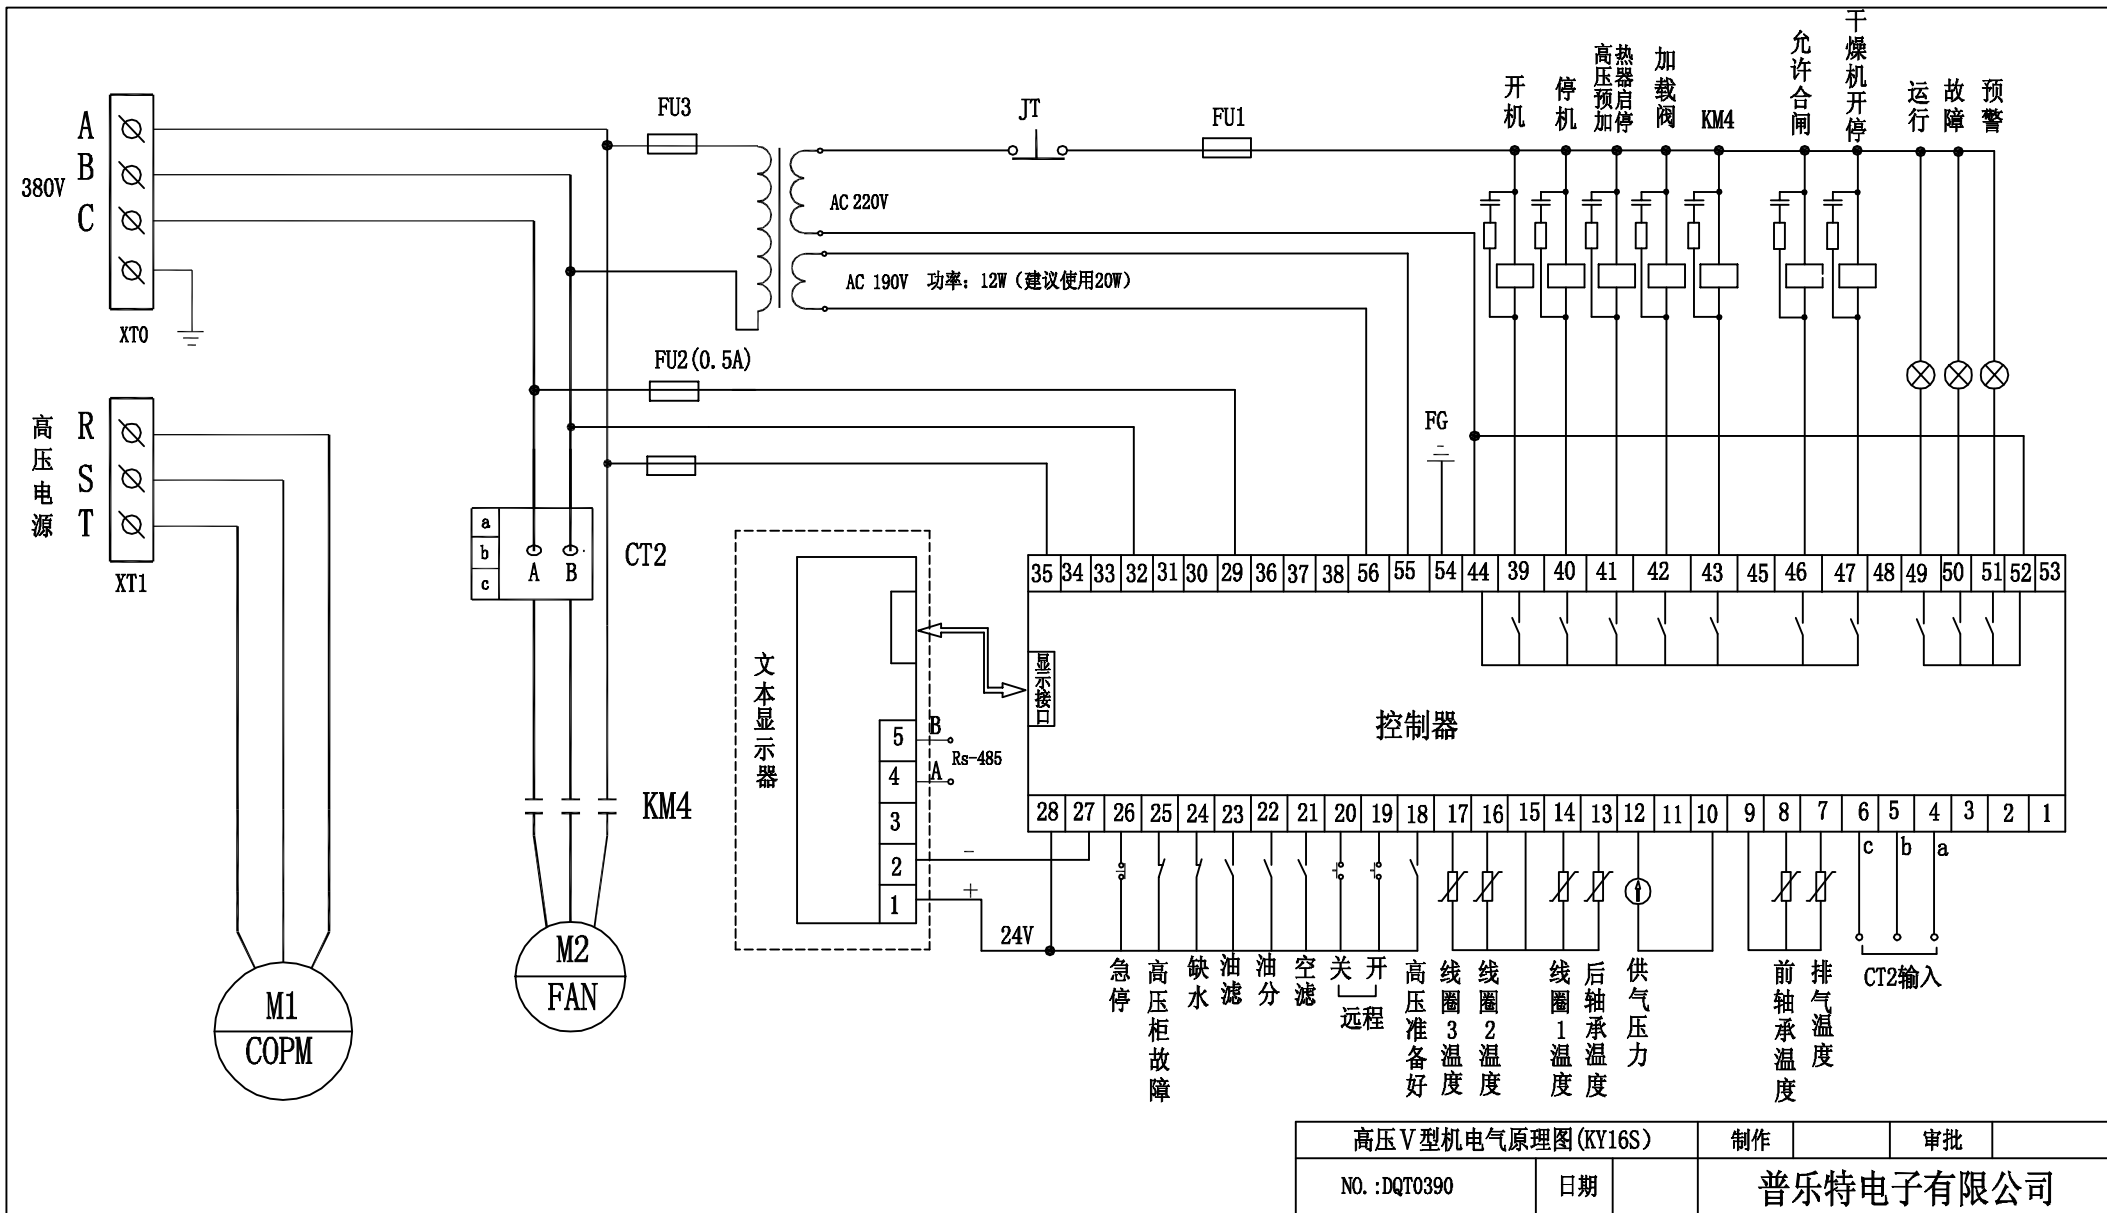 A
B
380V
C
XT0
高压电源
R
S
T
XT1
FU3
JT
FU1
AC 220V
AC 190V 功率：12W（建议使用20W）
FU2(0.5A)
开机
停机
高压预加
热器启停
加载阀
KM4
允许合闸
干燥机开停
运行
故障
预警
FG
a
b
c
A
B
CT2
KM4
M1
COPM
M2
FAN
文本显示器
5
4
3
2
1
B
A
Rs-485
-
+
24V
35 34 33 32 31 30 29 36 37 38 56 55 54 44 39 40 41 42 43 45 46 47 48 49 50 51 52 53
显示接口
控制器
28 27 26 25 24 23 22 21 20 19 18 17 16 15 14 13 12 11 10 9 8 7 6 5 4 3 2 1
c b a
急停
高压柜故障
缺水
油滤
油分
空滤
关 开
远程
高压准备好
线圈3温度
线圈2温度
线圈1温度
后轴承温度
供气压力
前轴承温度
排气温度
CT2输入
高压V型机电气原理图(KY16S) 制作 审批
NO.:DQT0390 日期 普乐特电子有限公司